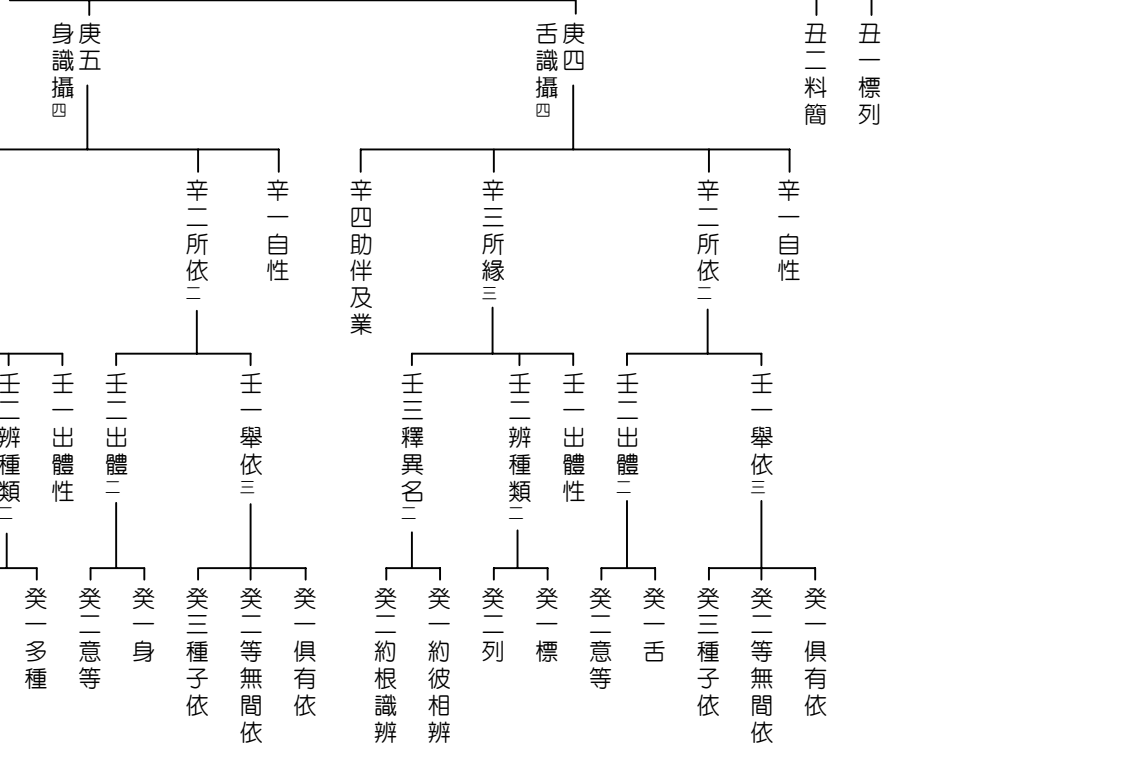 丑一標列
丑二料簡
庚四
舌識攝四
庚五
身識攝四
辛一自性
辛二所依二
辛三所緣三
辛四助伴及業
辛一自性
辛二所依二
壬一舉依三
壬二出體二
壬一出體性
壬二辨種類二
壬三釋異名二
壬一舉依三
壬二出體二
壬一出體性
壬二辨種類二
癸一俱有依
癸二等無間依
癸三種子依
癸一舌
癸二意等
癸一標
癸二列
癸一約彼相辨
癸二約根識辨
癸一俱有依
癸二等無間依
癸三種子依
癸一身
癸二意等
癸一多種